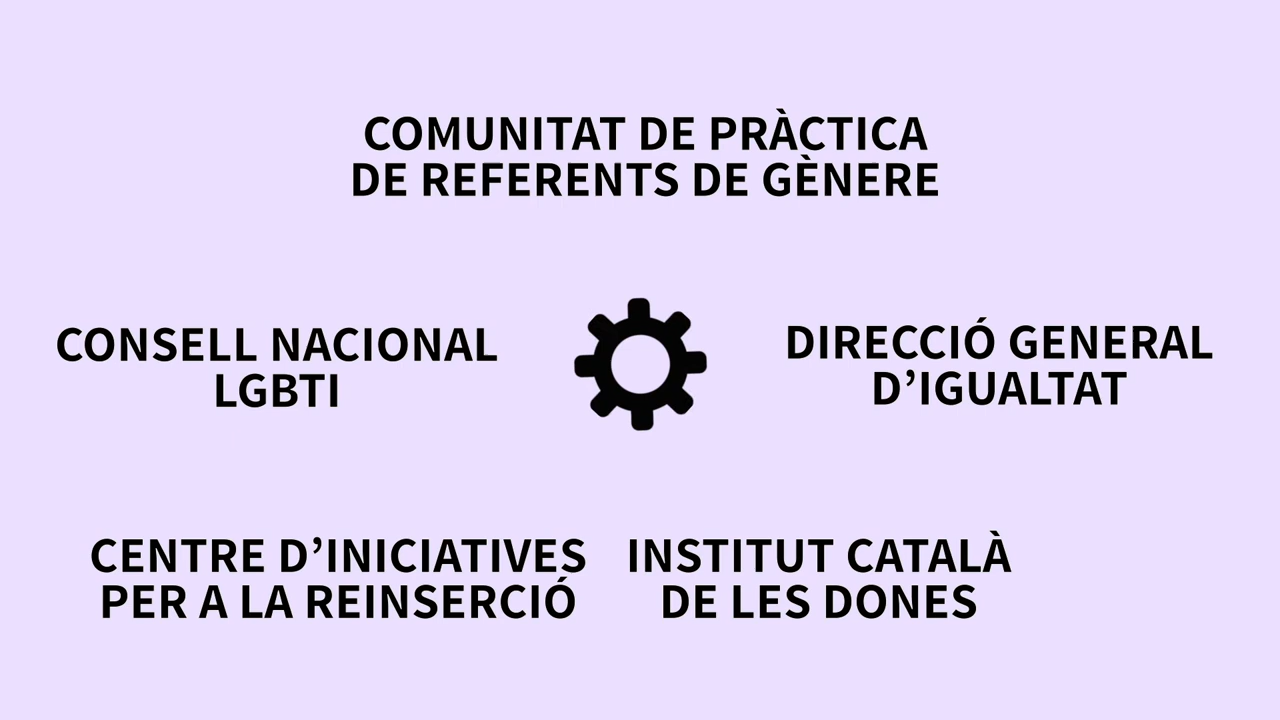 COMUNITAT DE PRÀCTICA
DE REFERENTS DE GÈNERE
CONSELL NACIONAL
LGBTI
DIRECCIÓ GENERAL
D’IGUALTAT
CENTRE D’INICIATIVES
PER A LA REINSERCIÓ
INSTITUT CATALÀ
DE LES DONES